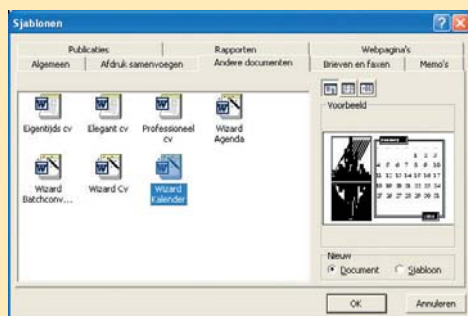 Sjablonen
Publicaties Rapporten Webpagina's
Algemeen Afdruk samenvoegen Andere documenten Brieven en faxen Memo's
Eigentijds cv Elegant cv Professioneel cv Wizard Agenda
Wizard Batchconv... Wizard Cv Wizard Kalender
Voorbeeld
Nieuw
Document Sjabloon
OK Annuleren